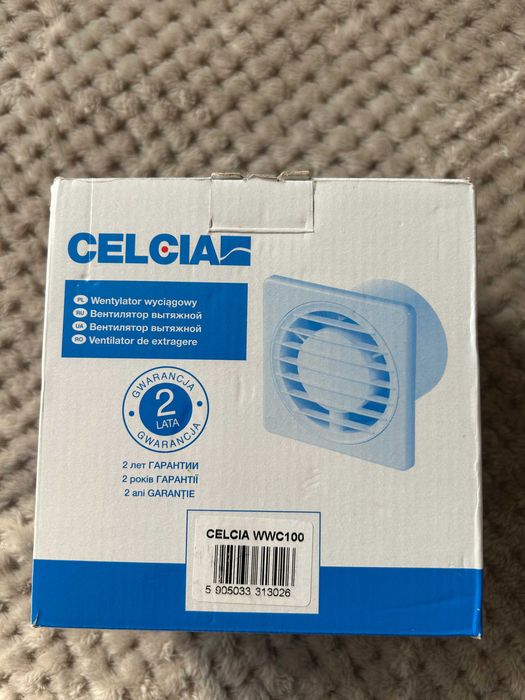 CELCIA
PL Wentylator wyciągowy
RU Вентилятор вытяжной
UA Вентилятор вытяжной
RO Ventilator de extragere
GWARANCJA
2
LATA
GWARANCJA
2 лет ГАРАНТИИ
2 років ГАРАНТІЇ
2 ani GARANȚIE
CELCIA WWC100
5 905033 313026